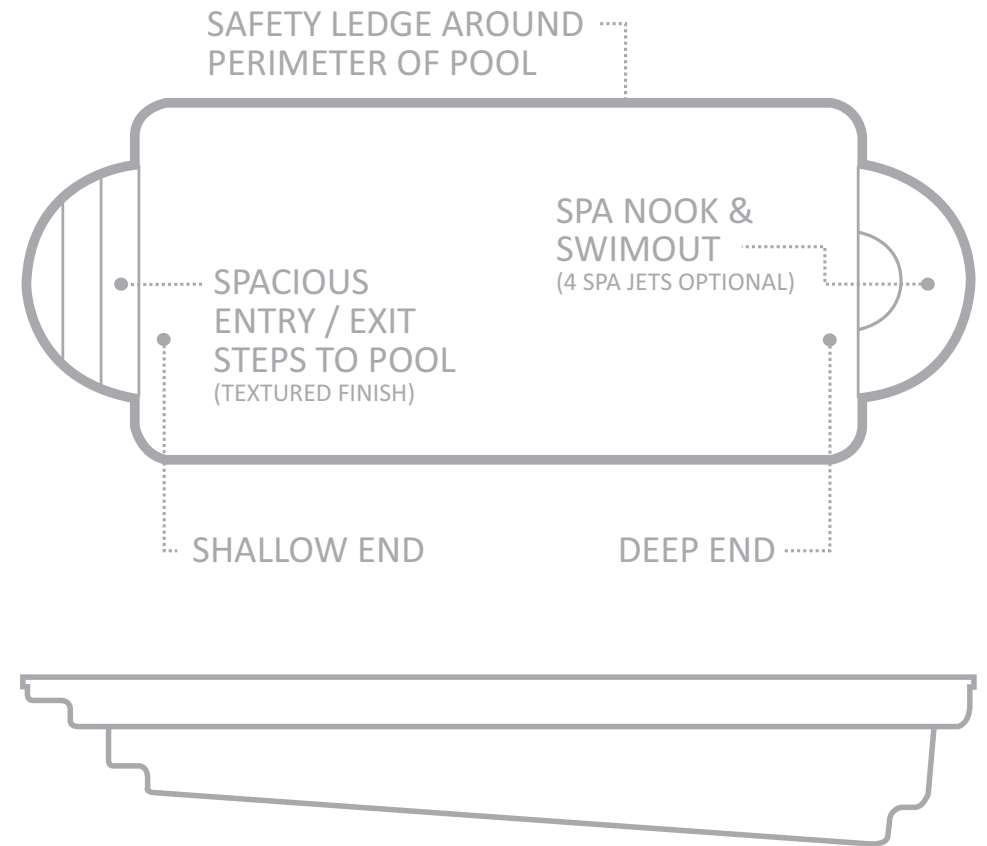 SAFETY LEDGE AROUND
PERIMETER OF POOL
SPA NOOK &
SWIMOUT
(4 SPA JETS OPTIONAL)
SPACIOUS
ENTRY / EXIT
STEPS TO POOL
(TEXTURED FINISH)
SHALLOW END
DEEP END